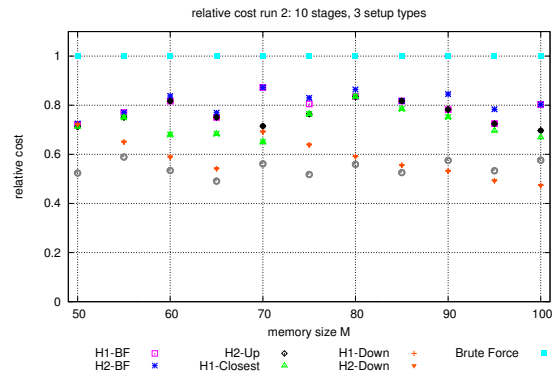 relative cost run 2: 10 stages, 3 setup types
relative cost
1
0.8
0.6
0.4
0.2
0
50 60 70 80 90 100
memory size M
H1-BF H2-Up H1-Down Brute Force
H2-BF H1-Closest H2-Down